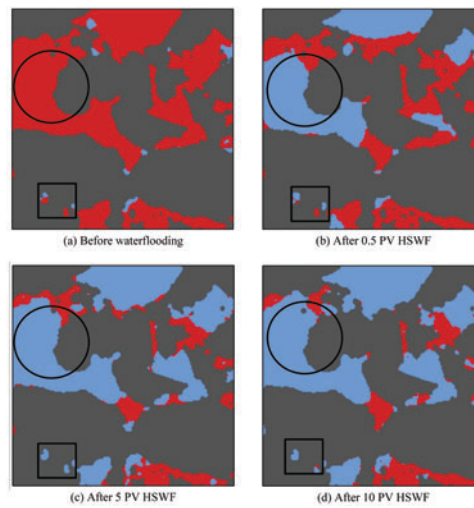 (a) Before waterflooding
(b) After 0.5 PV HSWF
(c) After 5 PV HSWF
(d) After 10 PV HSWF